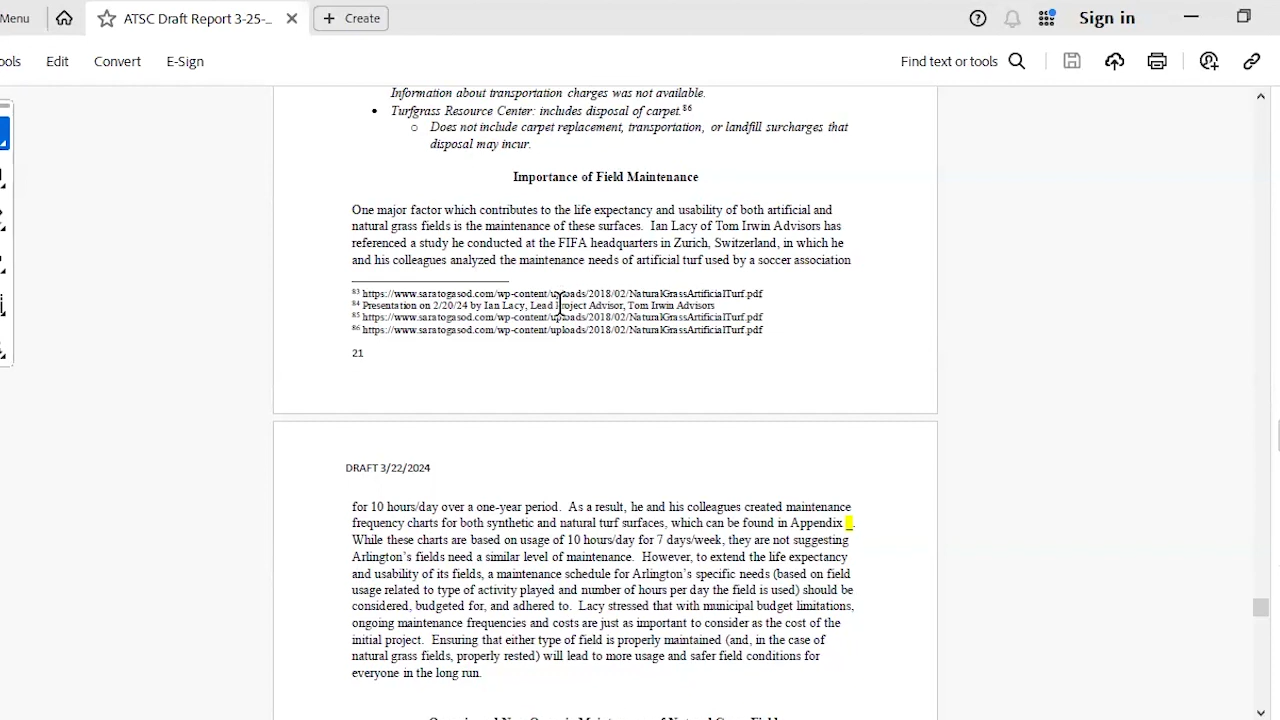 Menu
ATSC Draft Report 3-25-...
Create
Sign in
ools
Edit
Convert
E-Sign
Find text or tools
Information about transportation charges was not available.
• Turfgrass Resource Center: includes disposal of carpet.86
o Does not include carpet replacement, transportation, or landfill surcharges that
disposal may incur.
Importance of Field Maintenance
One major factor which contributes to the life expectancy and usability of both artificial and
natural grass fields is the maintenance of these surfaces. Ian Lacy of Tom Irwin Advisors has
referenced a study he conducted at the FIFA headquarters in Zurich, Switzerland, in which he
and his colleagues analyzed the maintenance needs of artificial turf used by a soccer association
83 https://www.saratogasod.com/wp-content/uploads/2018/02/NaturalGrassArtificialTurf.pdf
84 Presentation on 2/20/24 by Ian Lacy, Lead Project Advisor, Tom Irwin Advisors
85 https://www.saratogasod.com/wp-content/uploads/2018/02/NaturalGrassArtificialTurf.pdf
86 https://www.saratogasod.com/wp-content/uploads/2018/02/NaturalGrassArtificialTurf.pdf
21
DRAFT 3/22/2024
for 10 hours/day over a one-year period. As a result, he and his colleagues created maintenance
frequency charts for both synthetic and natural turf surfaces, which can be found in Appendix _.
While these charts are based on usage of 10 hours/day for 7 days/week, they are not suggesting
Arlington's fields need a similar level of maintenance. However, to extend the life expectancy
and usability of its fields, a maintenance schedule for Arlington's specific needs (based on field
usage related to type of activity played and number of hours per day the field is used) should be
considered, budgeted for, and adhered to. Lacy stressed that with municipal budget limitations,
ongoing maintenance frequencies and costs are just as important to consider as the cost of the
initial project. Ensuring that either type of field is properly maintained (and, in the case of
natural grass fields, properly rested) will lead to more usage and safer field conditions for
everyone in the long run.